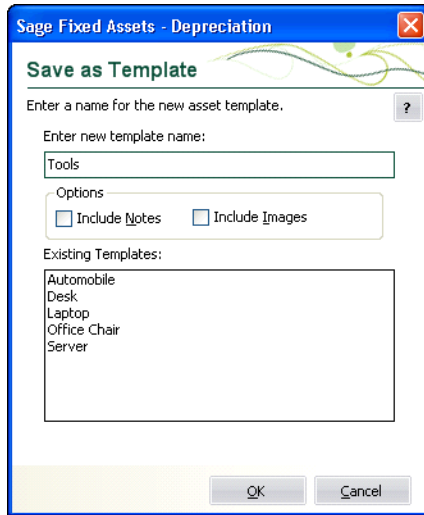 Sage Fixed Assets - Depreciation
Save as Template
Enter a name for the new asset template.
?
Enter new template name:
Tools
Options
Include Notes
Include Images
Existing Templates:
Automobile
Desk
Laptop
Office Chair
Server
OK
Cancel